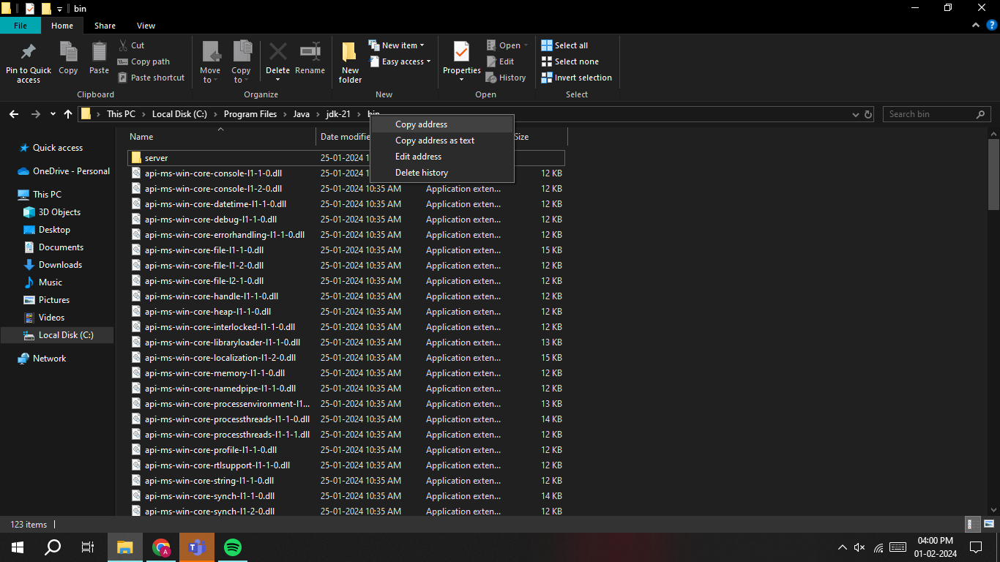 bin
File Home Share View
Pin to Quick access
Copy
Paste
Cut
Copy path
Paste shortcut
Clipboard
Move to
Copy to
Delete
Rename
Organize
New folder
New item
Easy access
New
Properties
Open
Edit
History
Open
Select all
Select none
Invert selection
Select
This PC > Local Disk (C:) > Program Files > Java > jdk-21 > bin
Search bin
Copy address
Copy address as text
Edit address
Delete history
Quick access
OneDrive - Personal
This PC
3D Objects
Desktop
Documents
Downloads
Music
Pictures
Videos
Local Disk (C:)
Network
Name Date modifie Size
server 25-01-2024 1
api-ms-win-core-console-l1-1-0.dll 25-01-2024 1 12 KB
api-ms-win-core-console-l1-2-0.dll 25-01-2024 10:35 AM Application exten... 12 KB
api-ms-win-core-datetime-l1-1-0.dll 25-01-2024 10:35 AM Application exten... 12 KB
api-ms-win-core-debug-l1-1-0.dll 25-01-2024 10:35 AM Application exten... 12 KB
api-ms-win-core-errorhandling-l1-1-0.dll 25-01-2024 10:35 AM Application exten... 12 KB
api-ms-win-core-file-l1-1-0.dll 25-01-2024 10:35 AM Application exten... 15 KB
api-ms-win-core-file-l1-2-0.dll 25-01-2024 10:35 AM Application exten... 12 KB
api-ms-win-core-file-l2-1-0.dll 25-01-2024 10:35 AM Application exten... 12 KB
api-ms-win-core-handle-l1-1-0.dll 25-01-2024 10:35 AM Application exten... 12 KB
api-ms-win-core-heap-l1-1-0.dll 25-01-2024 10:35 AM Application exten... 12 KB
api-ms-win-core-interlocked-l1-1-0.dll 25-01-2024 10:35 AM Application exten... 12 KB
api-ms-win-core-libraryloader-l1-1-0.dll 25-01-2024 10:35 AM Application exten... 13 KB
api-ms-win-core-localization-l1-2-0.dll 25-01-2024 10:35 AM Application exten... 15 KB
api-ms-win-core-memory-l1-1-0.dll 25-01-2024 10:35 AM Application exten... 12 KB
api-ms-win-core-namedpipe-l1-1-0.dll 25-01-2024 10:35 AM Application exten... 12 KB
api-ms-win-core-processenvironment-l1... 25-01-2024 10:35 AM Application exten... 13 KB
api-ms-win-core-processthreads-l1-1-0.dll 25-01-2024 10:35 AM Application exten... 14 KB
api-ms-win-core-processthreads-l1-1-1.dll 25-01-2024 10:35 AM Application exten... 12 KB
api-ms-win-core-profile-l1-1-0.dll 25-01-2024 10:35 AM Application exten... 12 KB
api-ms-win-core-rtlsupport-l1-1-0.dll 25-01-2024 10:35 AM Application exten... 12 KB
api-ms-win-core-string-l1-1-0.dll 25-01-2024 10:35 AM Application exten... 12 KB
api-ms-win-core-synch-l1-1-0.dll 25-01-2024 10:35 AM Application exten... 14 KB
api-ms-win-core-synch-l1-2-0.dll 25-01-2024 10:35 AM Application exten... 12 KB
123 items
04:00 PM
01-02-2024